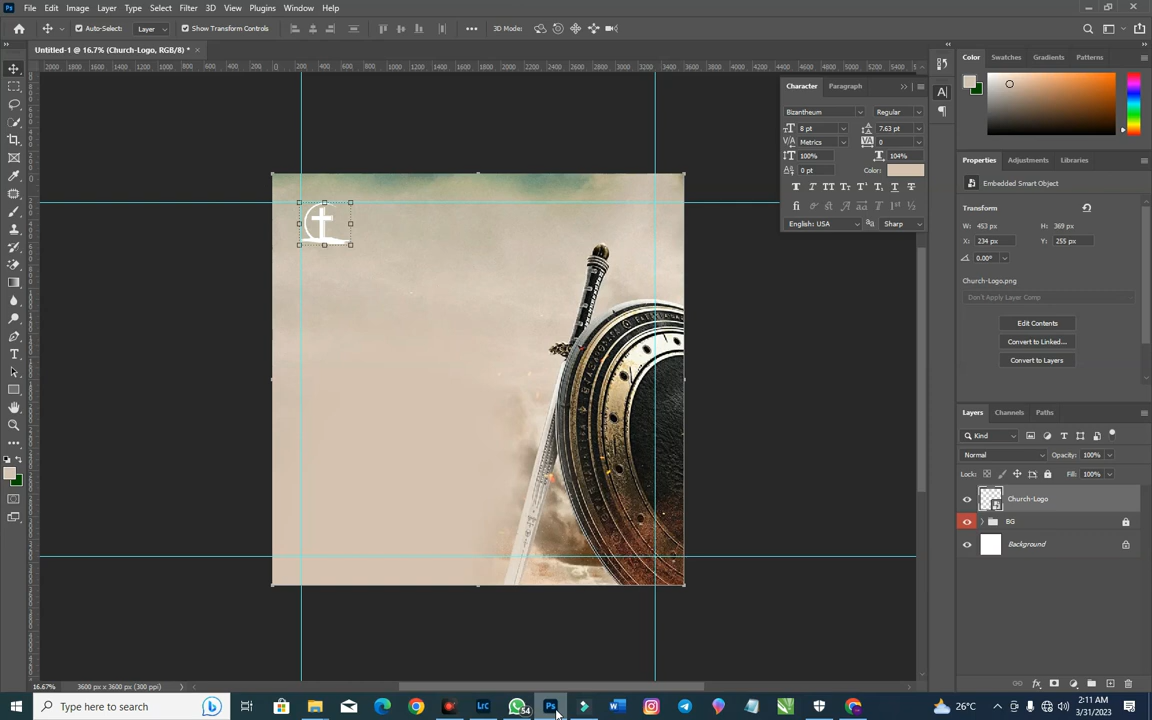 Ps File Edit Image Layer Type Select Filter 3D View Plugins Window Help
Auto-Select: Layer Show Transform Controls 3D Mode:
Untitled-1 @ 16.7% (Church-Logo, RGB/8) *
Color Swatches Gradients Patterns
Character Paragraph
Bizantheum Regular
8 pt 7.63 pt
Metrics 0
100% 104%
0 pt Color:
English: USA Sharp
Properties Adjustments Libraries
Embedded Smart Object
Transform
W: 453 px H: 369 px
X: 234 px Y: 255 px
0.00°
Church-Logo.png
Don't Apply Layer Comp
Edit Contents
Convert to Linked...
Convert to Layers
Layers Channels Paths
Kind
Normal Opacity: 100%
Lock: Fill: 100%
Church-Logo
BG
Background
16.67% 3600 px x 3600 px (300 ppi)
Type here to search
Lrc 54 Ps 26°C
2:11 AM
3/31/2023